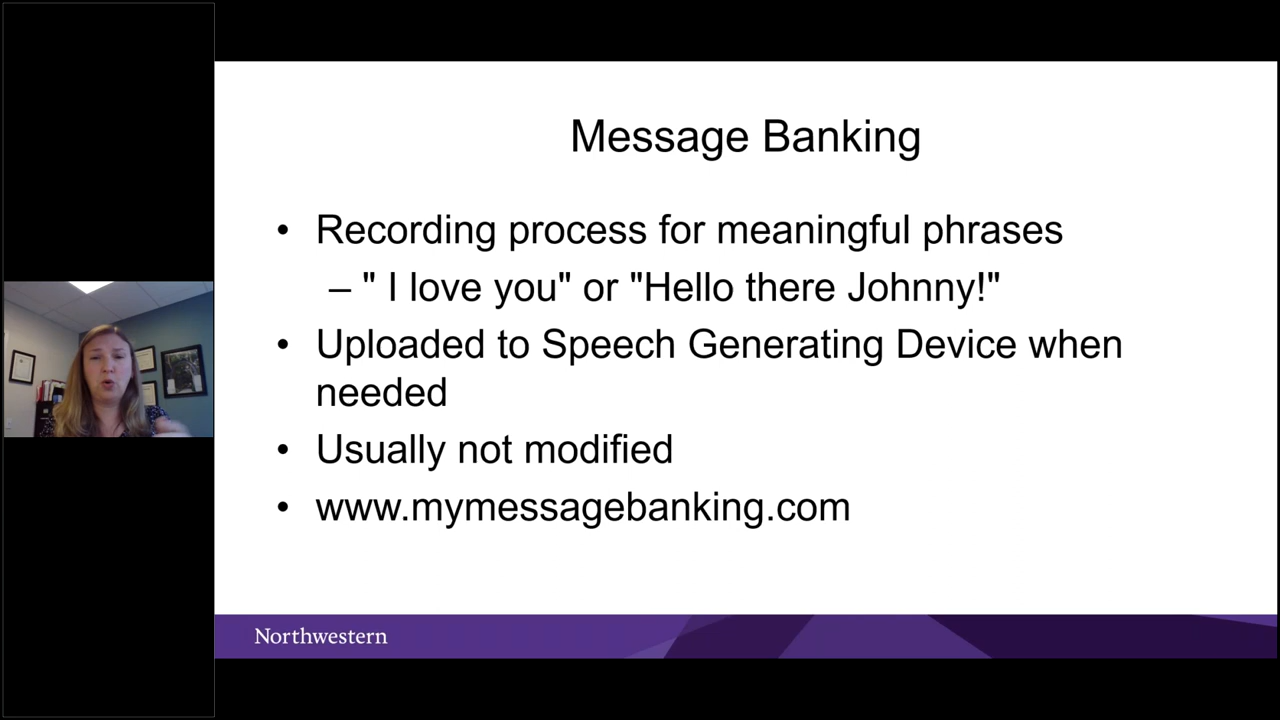 Message Banking
• Recording process for meaningful phrases
– " I love you" or "Hello there Johnny!"
• Uploaded to Speech Generating Device when
needed
• Usually not modified
• www.mymessagebanking.com
Northwestern